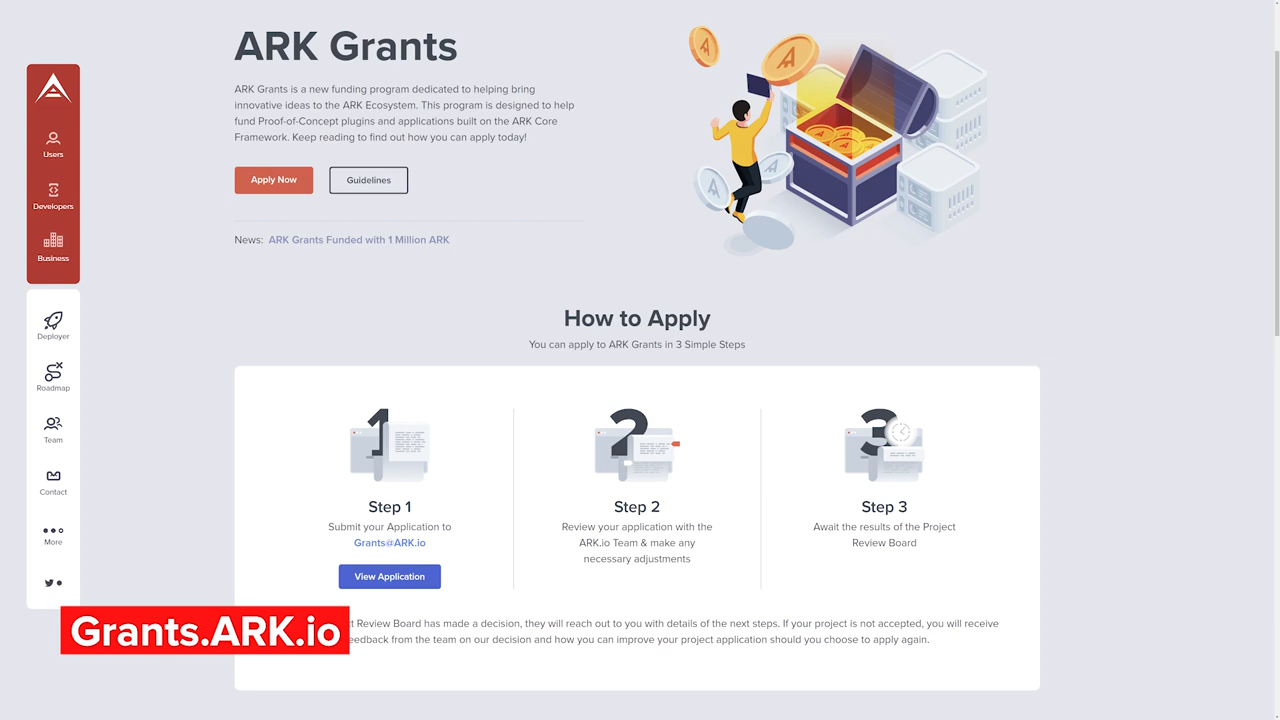 ARK Grants
ARK Grants is a new funding program dedicated to helping bring
innovative ideas to the ARK Ecosystem. This program is designed to help
fund Proof-of-Concept plugins and applications built on the ARK Core
Framework. Keep reading to find out how you can apply today!
Apply Now
Guidelines
News: ARK Grants Funded with 1 Million ARK
Users
Developers
Business
Deployer
Roadmap
Team
Contact
More
How to Apply
You can apply to ARK Grants in 3 Simple Steps
1
Step 1
Submit your Application to
Grants@ARK.io
View Application
2
Step 2
Review your application with the
ARK.io Team & make any
necessary adjustments
3
Step 3
Await the results of the Project
Review Board
Review Board has made a decision, they will reach out to you with details of the next steps. If your project is not accepted, you will receive
from the team on our decision and how you can improve your project application should you choose to apply again.
Grants.ARK.io